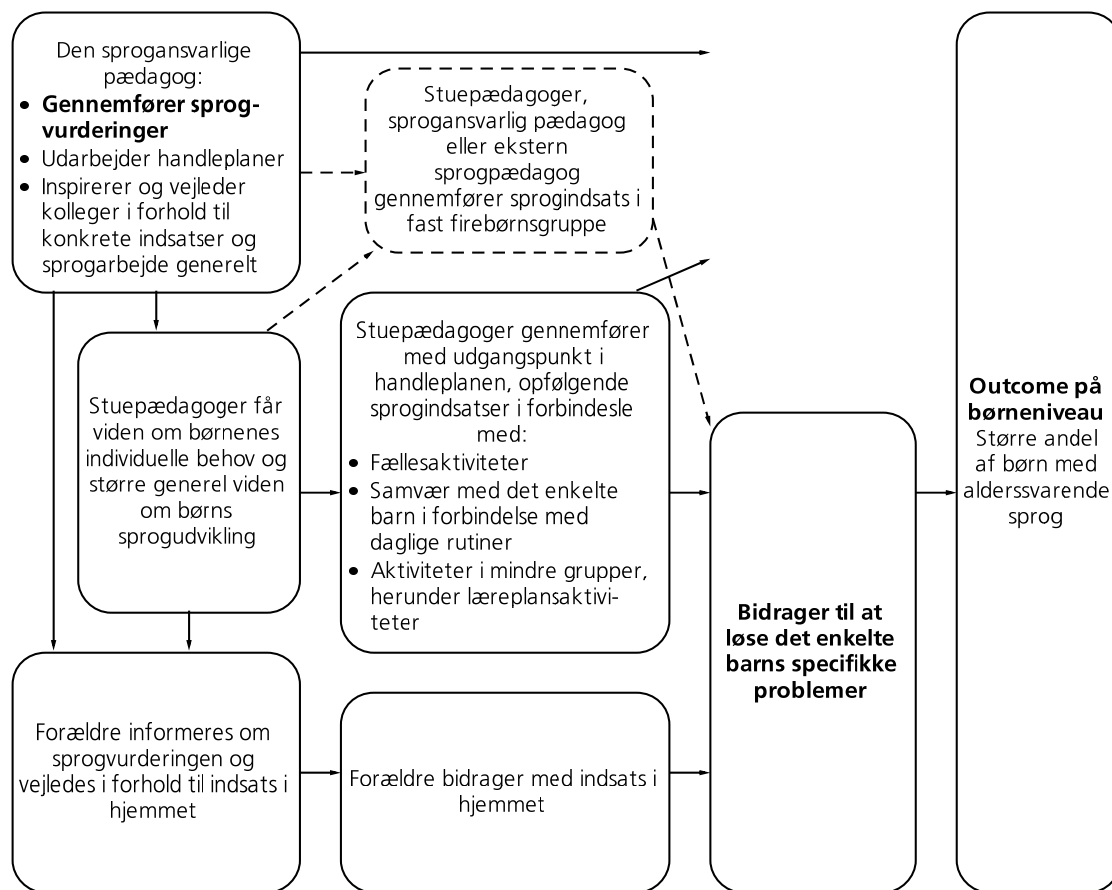 Den sprogansvarlige
pædagog:
• Gennemfører sprog-
vurderinger
• Udarbejder handleplaner
• Inspirerer og vejleder
kolleger i forhold til
konkrete indsatser og
sprogarbejde generelt
Stuepædagoger,
sprogansvarlig pædagog
eller ekstern
sprogpædagog
gennemfører sprogindsats i
fast firebørnsgruppe
Stuepædagoger får
viden om børnenes
individuelle behov og
større generel viden
om børns
sprogudvikling
Stuepædagoger gennemfører
med udgangspunkt i
handleplanen, opfølgende
sprogindsatser i forbindesle
med:
• Fællesaktiviteter
• Samvær med det enkelte
barn i forbindelse med
daglige rutiner
• Aktiviteter i mindre grupper,
herunder læreplansaktivi-
teter
Forældre informeres om
sprogvurderingen og
vejledes i forhold til indsats i
hjemmet
Forældre bidrager med indsats i
hjemmet
Bidrager til at
løse det enkelte
barns specifikke
problemer
Outcome på
børneniveau
Større andel
af børn med
alderssvarende
sprog